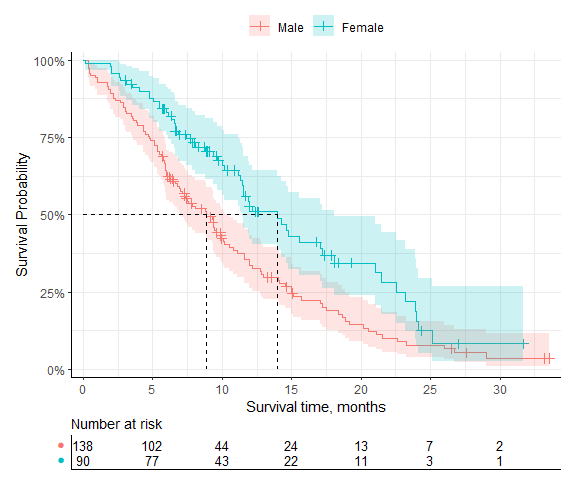 Male Female
100%
75%
50%
25%
0%
Survival Probability
0 5 10 15 20 25 30
Survival time, months
Number at risk
138 102 44 24 13 7 2
90 77 43 22 11 3 1